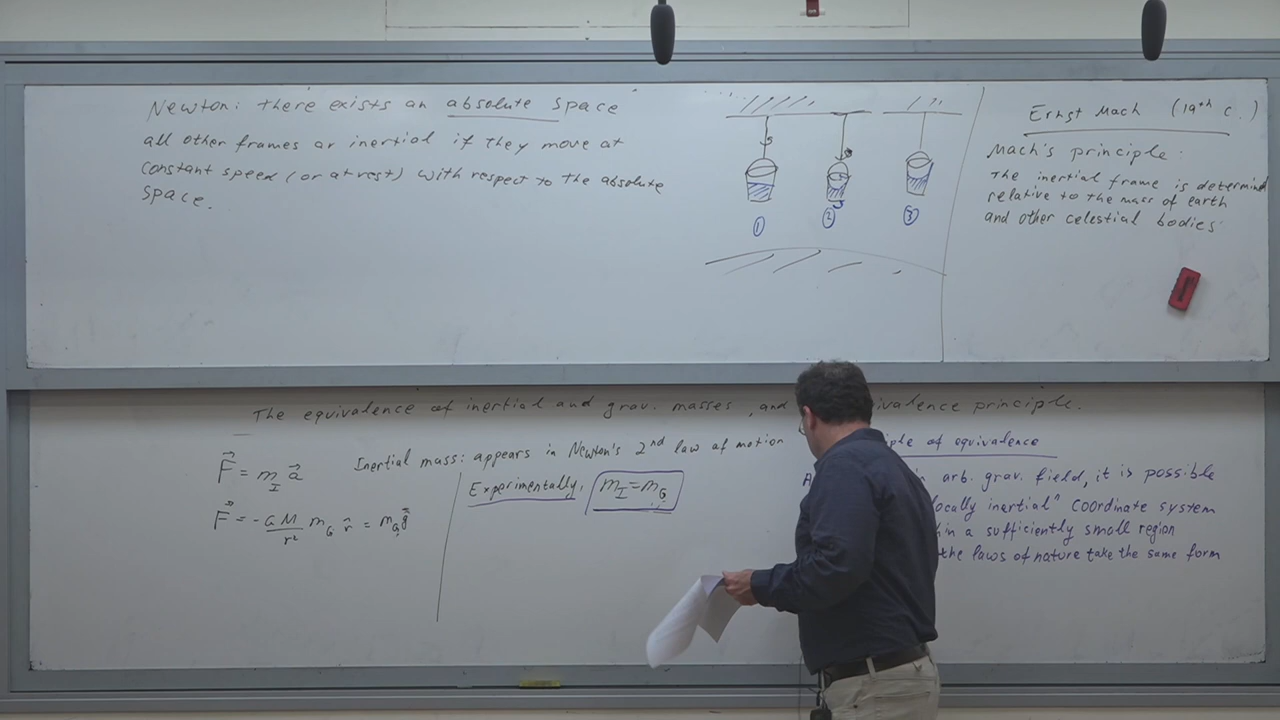 Newton: there exists an absolute space
all other frames ar inertial if they move at
constant speed (or at rest) with respect to the absolute
space.
① ② ③
Ernst Mach (19th c.)
Mach's principle:
The inertial frame is determin
relative to the mass of earth
and other celestial bodies
The equivalence of inertial and grav. masses, and ivalence principle.
F⃗ = m_I a⃗
Inertial mass: appears in Newton's 2nd law of motion
F⃗ = -GM/r² m_G r̂ = m_G g⃗
Experimentally, m_I = m_G
iple of equivalence
A arb. grav. field, it is possible
ocally inertial" coordinate system
in a sufficiently small region
the laws of nature take the same form